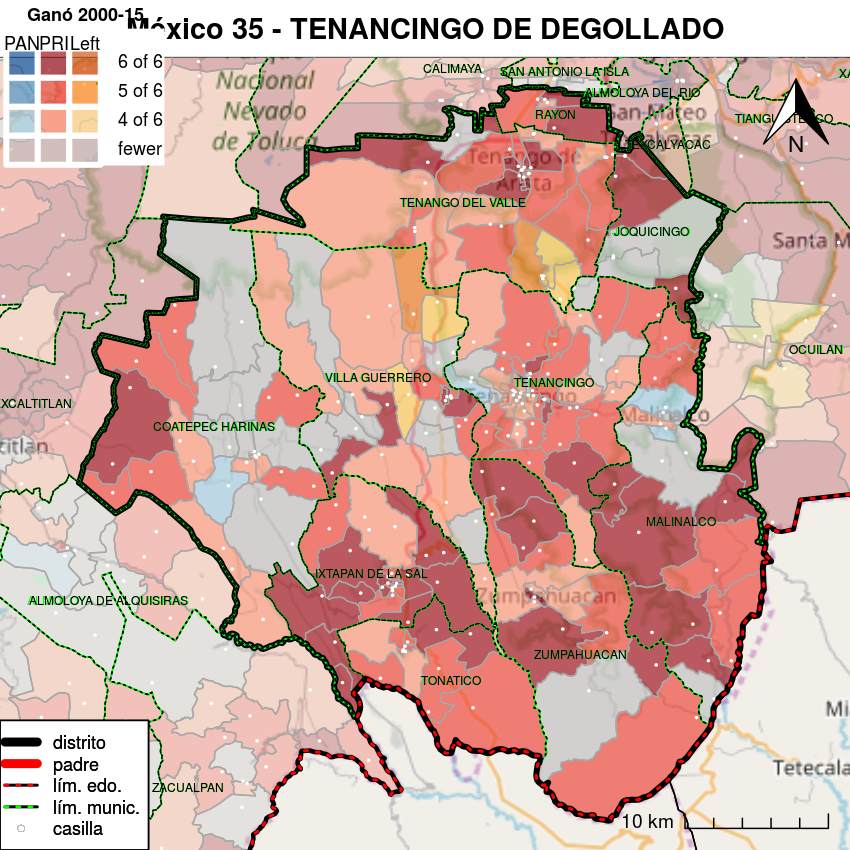 México 35 - TENANCINGO DE DEGOLLADO
Ganó 2000-15
PAN PRI Left
6 of 6
5 of 6
4 of 6
fewer
CALIMAYA
SAN ANTONIO LA ISLA
ALMOLOYA DEL RIO
RAYON
TEXCALYACAC
N
Nacional
Nevado
de Toluca
Tenango de
Arista
TENANGO DEL VALLE
JOQUICINGO
Santa M
OCUILAN
VILLA GUERRERO
TENANCINGO
Tenancingo
Malinalco
XCALTITLAN
titlan
COATEPEC HARINAS
MALINALCO
IXTAPAN DE LA SAL
ALMOLOYA DE ALQUISIRAS
Zumpahuacan
ZUMPAHUACAN
TONATICO
Mi
Tetecala
ZACUALPAN
distrito
padre
lím. edo.
lím. munic.
casilla
10 km